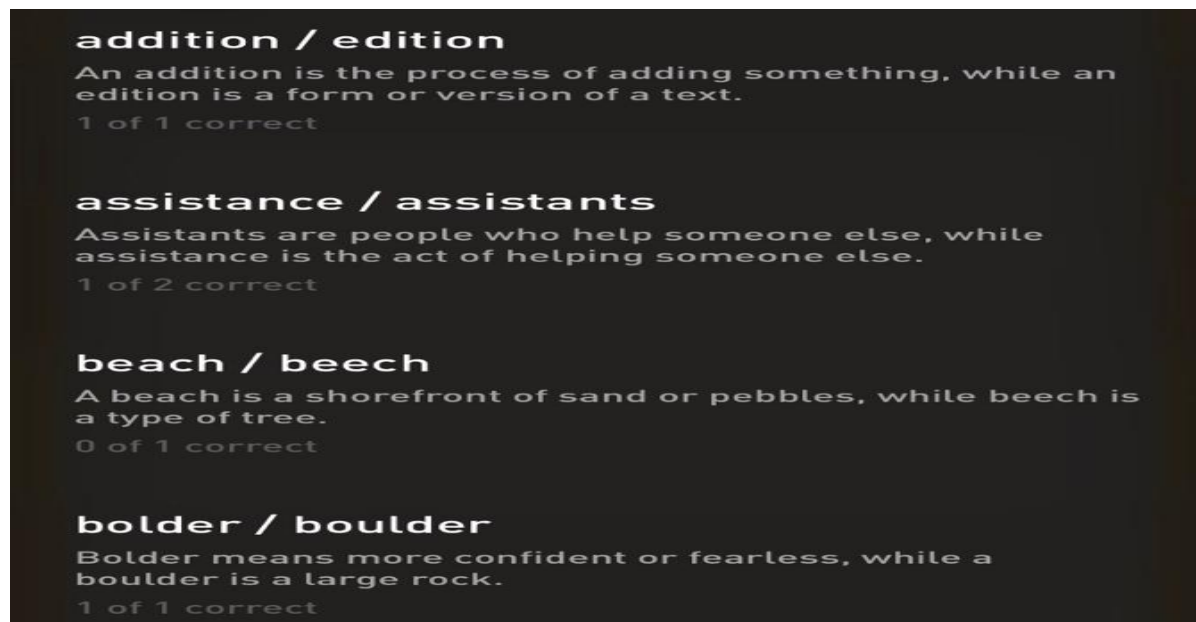 addition / edition
An addition is the process of adding something, while an
edition is a form or version of a text.
1 of 1 correct
assistance / assistants
Assistants are people who help someone else, while
assistance is the act of helping someone else.
1 of 2 correct
beach / beech
A beach is a shorefront of sand or pebbles, while beech is
a type of tree.
0 of 1 correct
bolder / boulder
Bolder means more confident or fearless, while a
boulder is a large rock.
1 of 1 correct